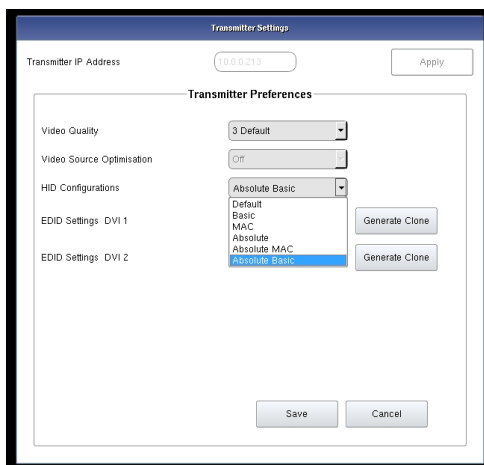 Transmitter Settings
Transmitter IP Address 10.0.0.213 Apply
Transmitter Preferences
Video Quality 3 Default
Video Source Optimisation Off
HID Configurations Absolute Basic
Default
Basic
MAC
Absolute
Absolute MAC
Absolute Basic
EDID Settings DVI 1 Generate Clone
EDID Settings DVI 2 Generate Clone
Save Cancel